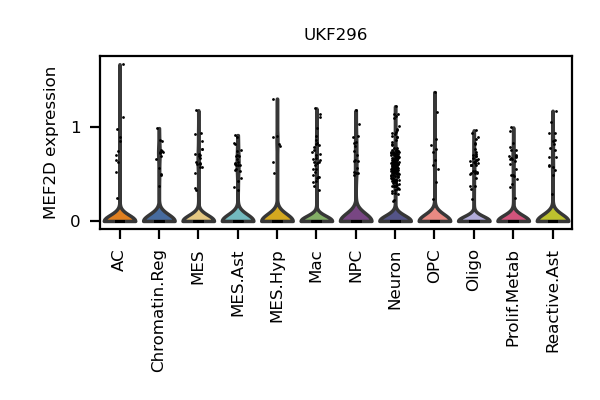 UKF296
MEF2D expression
1
0
AC
Chromatin.Reg
MES
MES.Ast
MES.Hyp
Mac
NPC
Neuron
OPC
Oligo
Prolif.Metab
Reactive.Ast